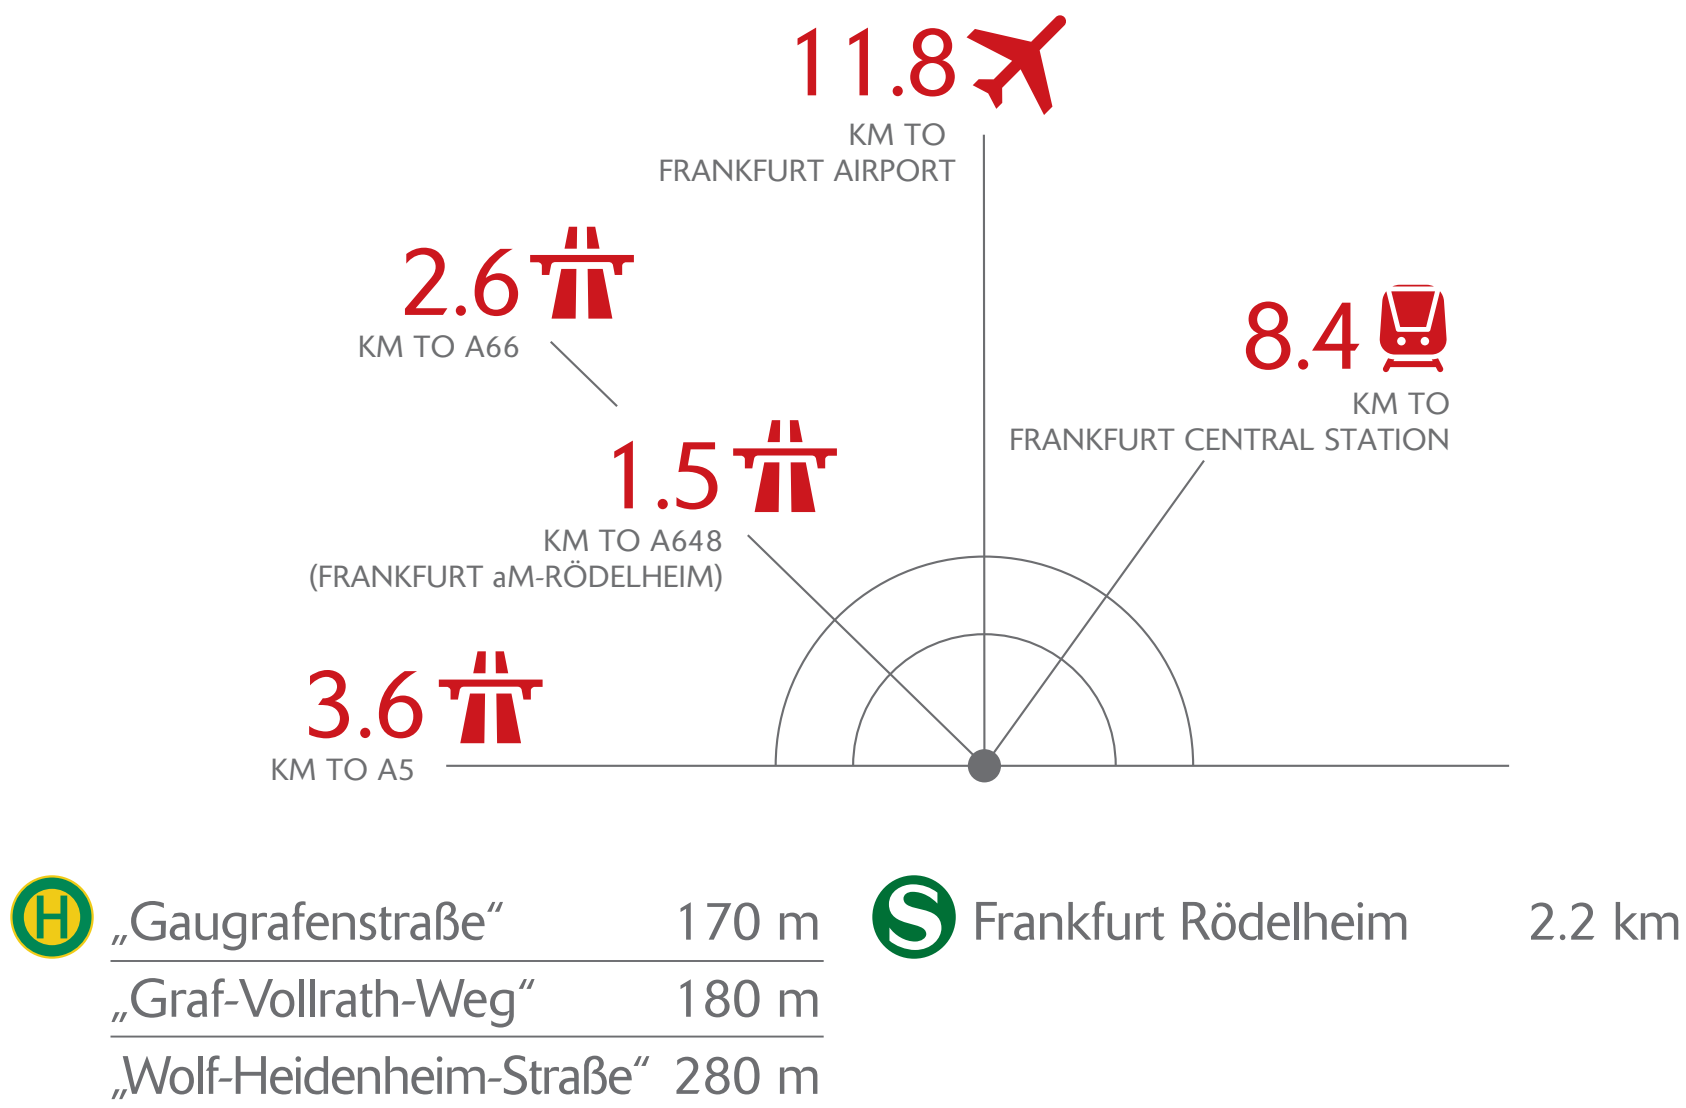 11.8
KM TO
FRANKFURT AIRPORT
2.6
KM TO A66
8.4
KM TO
FRANKFURT CENTRAL STATION
1.5
KM TO A648
(FRANKFURT aM-RÖDELHEIM)
3.6
KM TO A5
H „Gaugrafenstraße“ 170 m
„Graf-Vollrath-Weg“ 180 m
„Wolf-Heidenheim-Straße“ 280 m
S Frankfurt Rödelheim 2.2 km